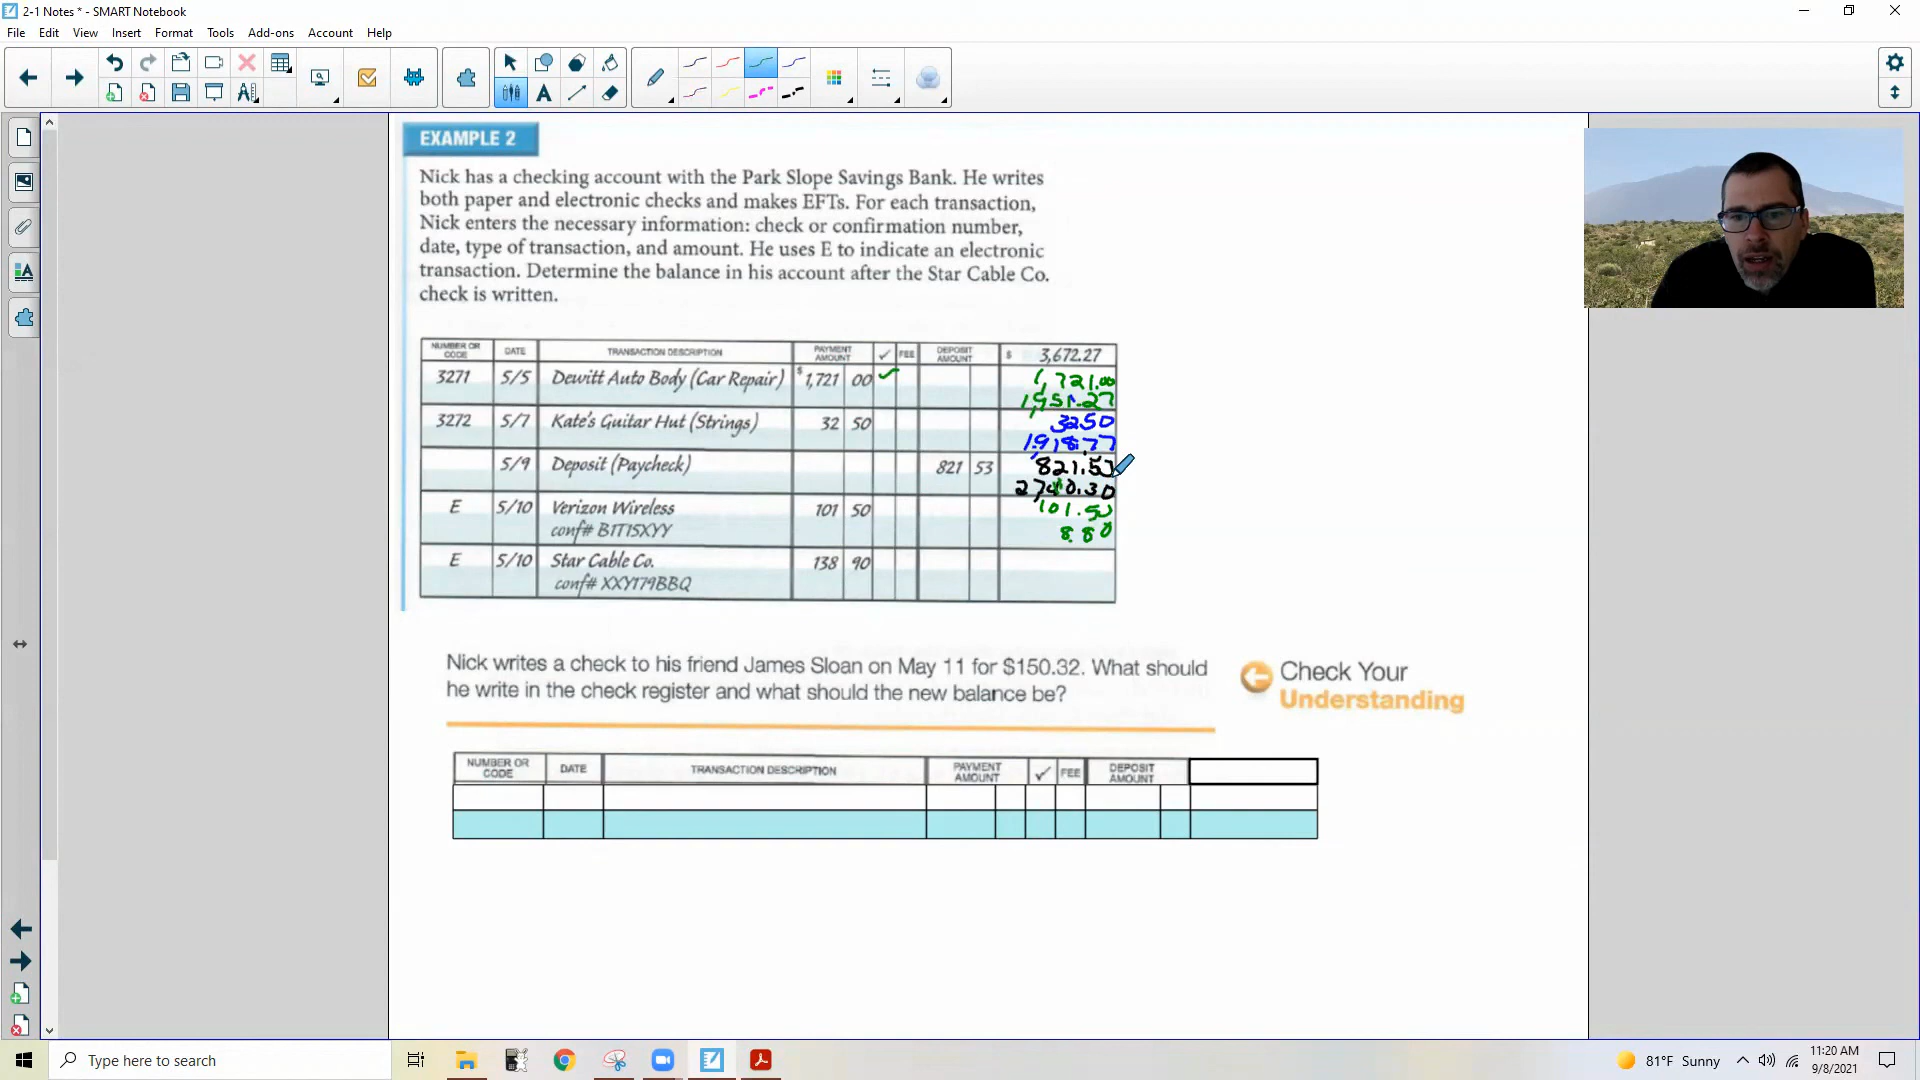 2-1 Notes * - SMART Notebook
File Edit View Insert Format Tools Add-ons Account Help
EXAMPLE 2
Nick has a checking account with the Park Slope Savings Bank. He writes
both paper and electronic checks and makes EFTs. For each transaction,
Nick enters the necessary information: check or confirmation number,
date, type of transaction, and amount. He uses E to indicate an electronic
transaction. Determine the balance in his account after the Star Cable Co.
check is written.
NUMBER OR CODE DATE TRANSACTION DESCRIPTION PAYMENT AMOUNT ✓ FEE DEPOSIT AMOUNT $ 3,672.27
3271 5/5 Dewitt Auto Body (Car Repair) $1,721 00 ✓ 1,721.00
1,951.27
3272 5/7 Kate's Guitar Hut (Strings) 32 50 32.50
1,918.77
5/9 Deposit (Paycheck) 821 53 821.53
2740.30
E 5/10 Verizon Wireless 101 50 101.50
conf# B1T15XYY 8.80
E 5/10 Star Cable Co. 138 90
conf# XXY179BBQ
Nick writes a check to his friend James Sloan on May 11 for $150.32. What should
he write in the check register and what should the new balance be?
Check Your
Understanding
NUMBER OR CODE DATE TRANSACTION DESCRIPTION PAYMENT AMOUNT ✓ FEE DEPOSIT AMOUNT
Type here to search
81°F Sunny
11:20 AM
9/8/2021